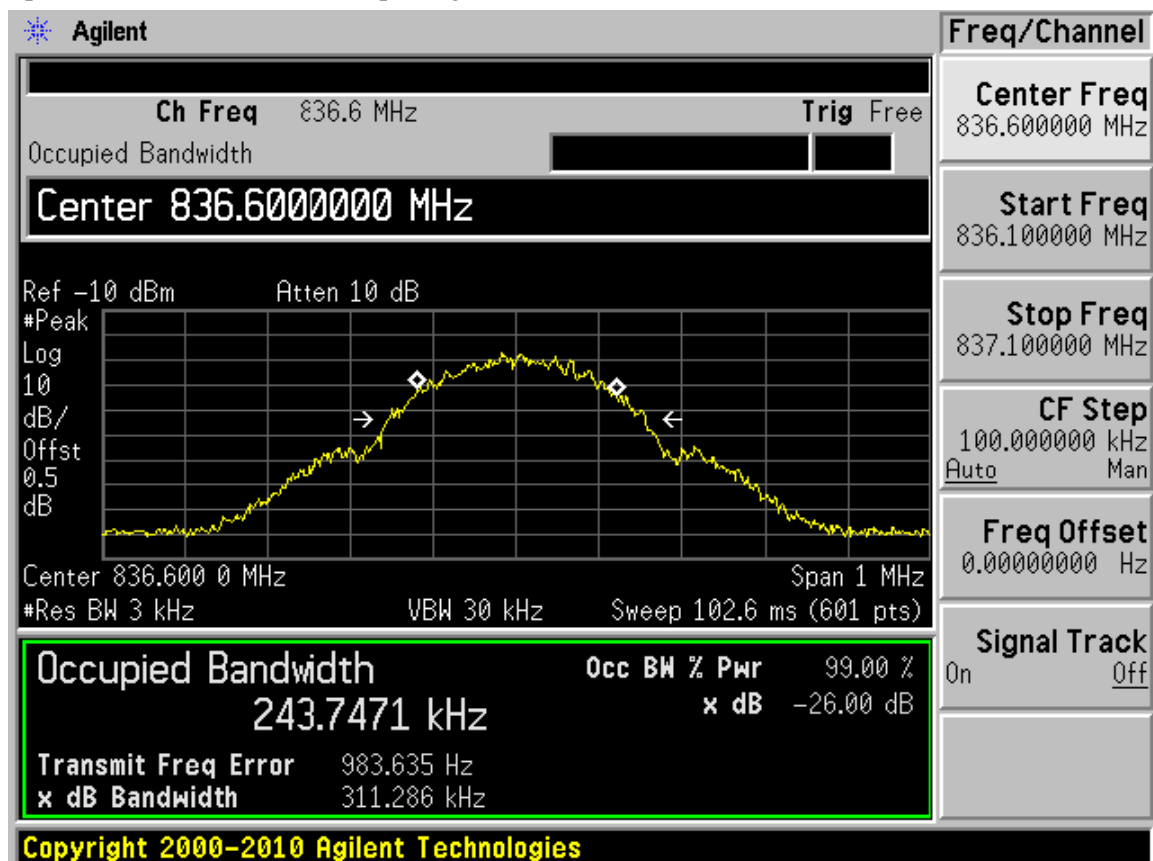 Agilent
Freq/Channel
Ch Freq 836.6 MHz Trig Free
Occupied Bandwidth
Center 836.6000000 MHz
Ref -10 dBm Atten 10 dB
#Peak
Log
10
dB/
Offst
0.5
dB
Center 836.600 0 MHz Span 1 MHz
#Res BW 3 kHz VBW 30 kHz Sweep 102.6 ms (601 pts)
Occupied Bandwidth
243.7471 kHz
Occ BW % Pwr 99.00 %
x dB -26.00 dB
Transmit Freq Error 983.635 Hz
x dB Bandwidth 311.286 kHz
Center Freq
836.600000 MHz
Start Freq
836.100000 MHz
Stop Freq
837.100000 MHz
CF Step
100.000000 kHz
Auto Man
Freq Offset
0.00000000 Hz
Signal Track
On Off
Copyright 2000-2010 Agilent Technologies